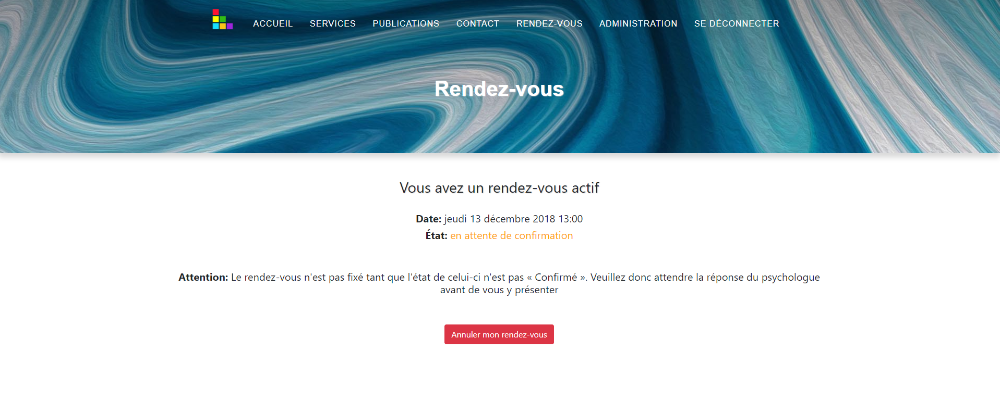 ACCUEIL SERVICES PUBLICATIONS CONTACT RENDEZ-VOUS ADMINISTRATION SE DÉCONNECTER
Rendez-vous
Vous avez un rendez-vous actif
Date: jeudi 13 décembre 2018 13:00
État: en attente de confirmation
Attention: Le rendez-vous n'est pas fixé tant que l'état de celui-ci n'est pas « Confirmé ». Veuillez donc attendre la réponse du psychologue
avant de vous y présenter
Annuler mon rendez-vous